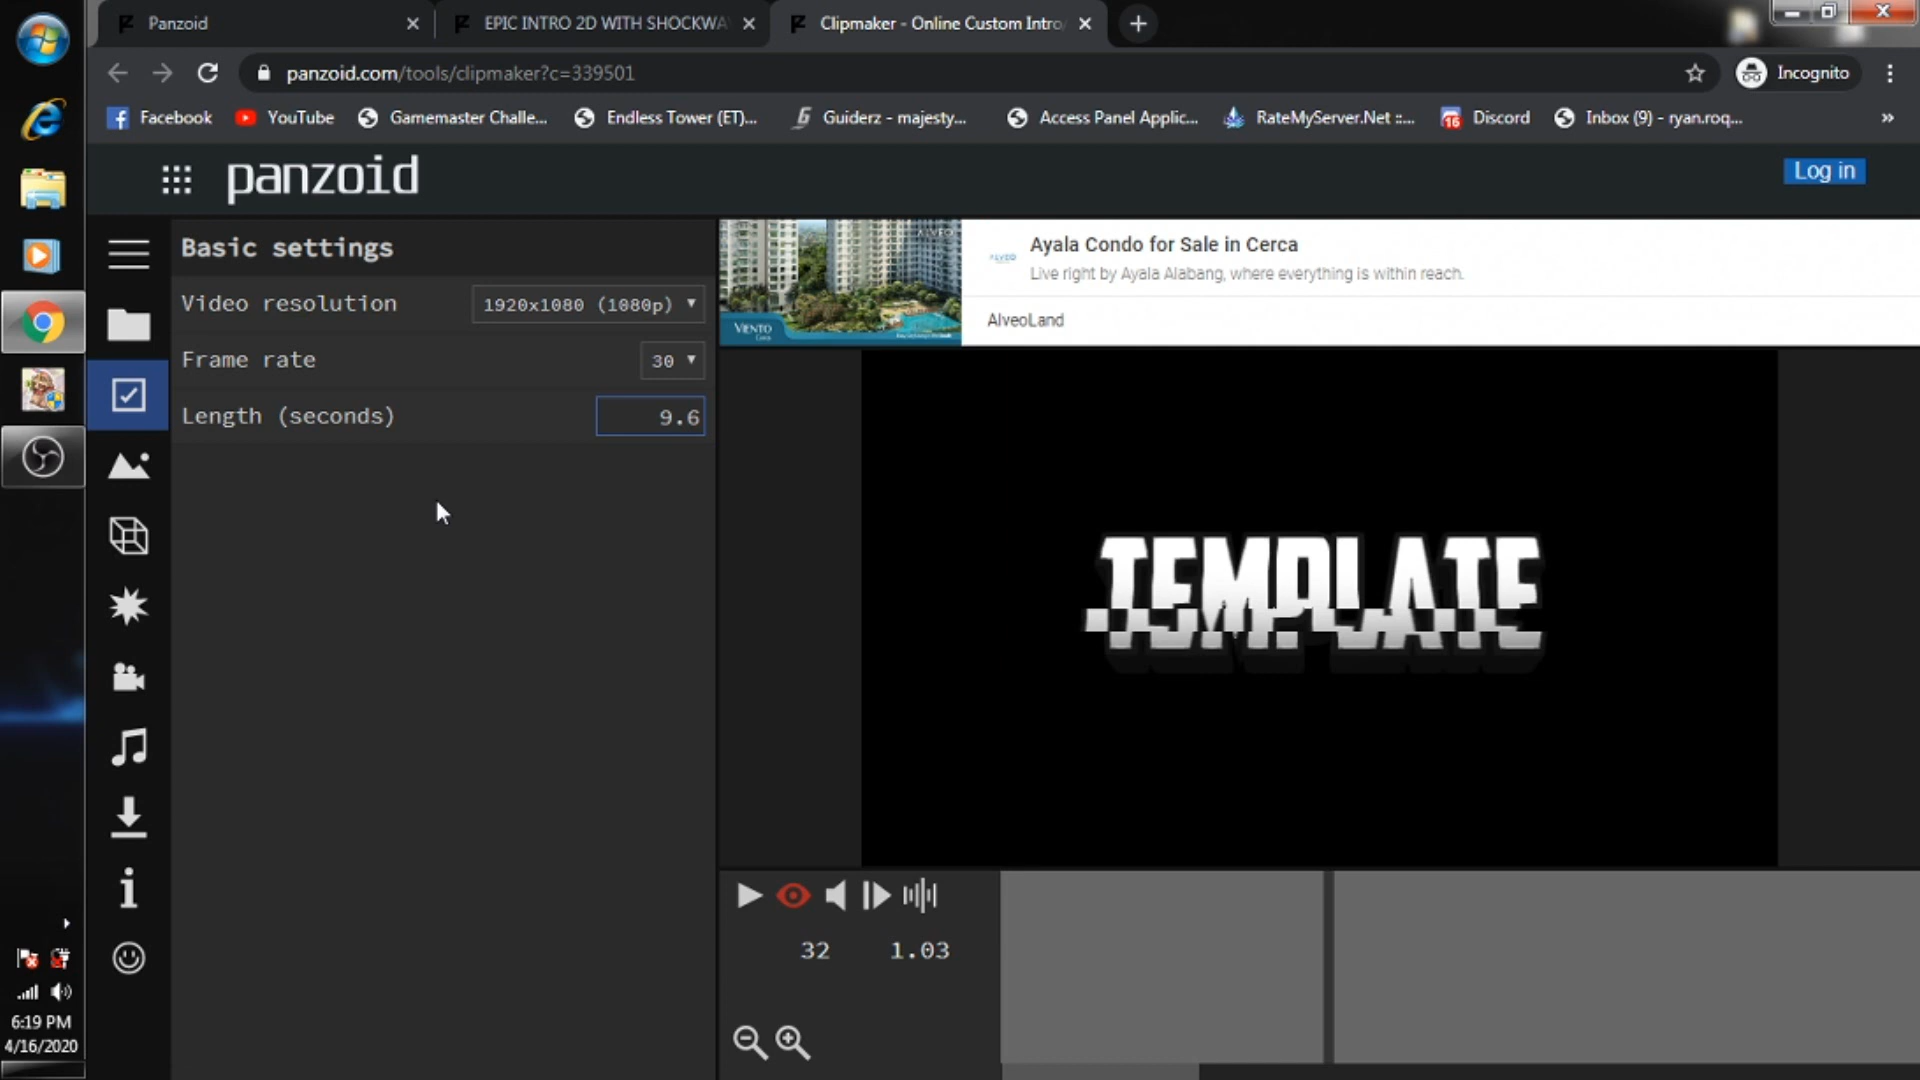 Panzoid
EPIC INTRO 2D WITH SHOCKWA
Clipmaker - Online Custom Intro
panzoid.com/tools/clipmaker?c=339501
Incognito
Facebook
YouTube
Gamemaster Challe...
Endless Tower (ET)...
Guiderz - majesty...
Access Panel Applic...
RateMyServer.Net ::...
16
Discord
Inbox (9) - ryan.roq...
»
panzoid
Log in
Basic settings
Video resolution
1920x1080 (1080p)
Frame rate
30
Length (seconds)
9.6
ALVEO
VIENTO
ALVEO
Ayala Condo for Sale in Cerca
Live right by Ayala Alabang, where everything is within reach.
AlveoLand
TEMPLATE
32
1.03
6:19 PM
4/16/2020